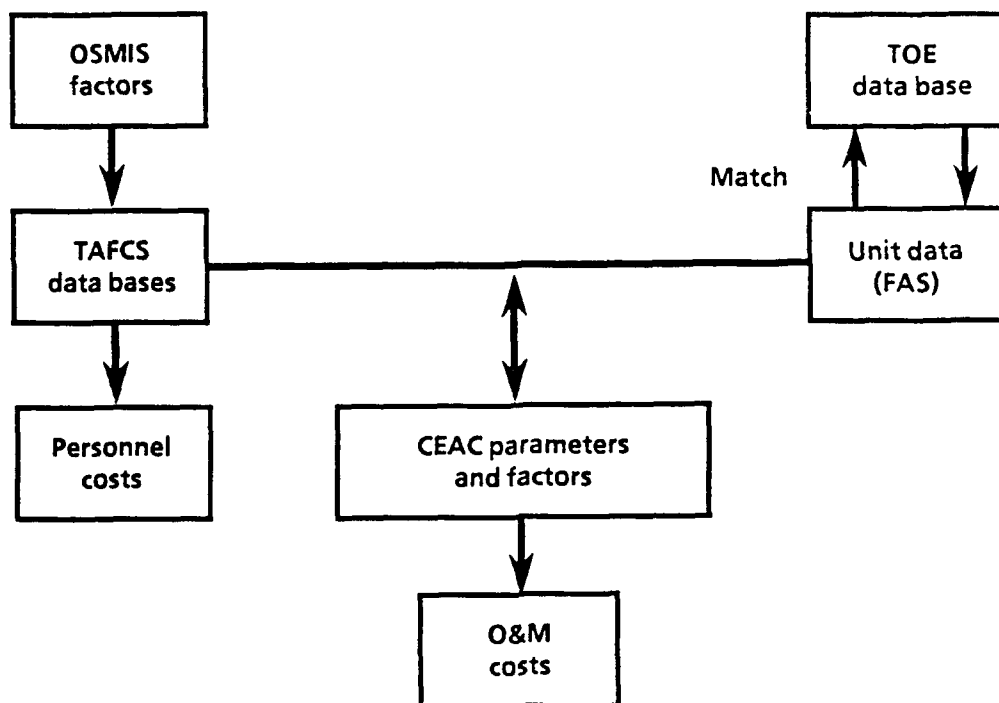 OSMIS
factors
TOE
data base
Match
TAFCS
data bases
Unit data
(FAS)
Personnel
costs
CEAC parameters
and factors
O&M
costs